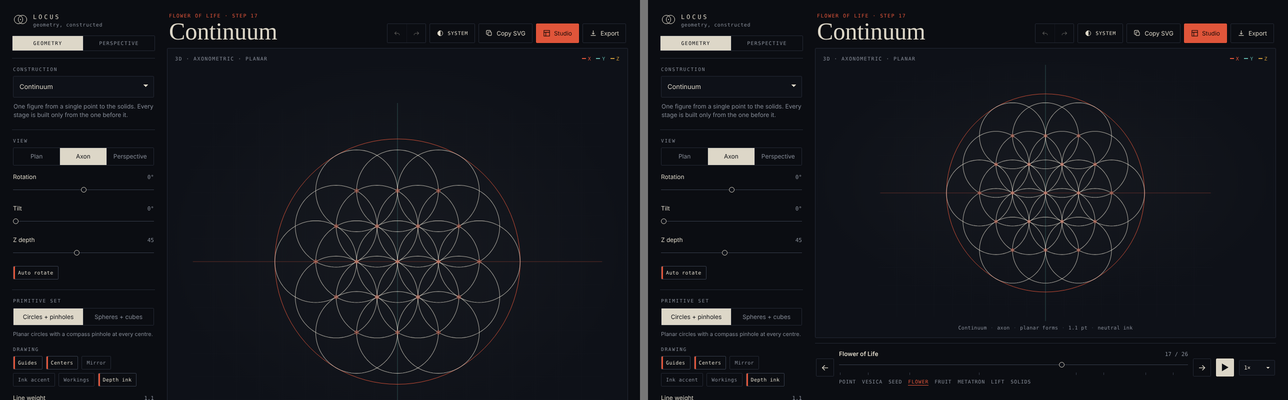 LOCUS
geometry, constructed
GEOMETRY PERSPECTIVE
CONSTRUCTION
Continuum
One figure from a single point to the solids. Every
stage is built only from the one before it.
VIEW
Plan Axon Perspective
Rotation 0°
Tilt 0°
Z depth 45
Auto rotate
PRIMITIVE SET
Circles + pinholes Spheres + cubes
Planar circles with a compass pinhole at every centre.
DRAWING
Guides Centers Mirror
Ink accent Workings Depth ink
Line weight 1.1
FLOWER OF LIFE · STEP 17
Continuum
SYSTEM Copy SVG Studio Export
3D · AXONOMETRIC · PLANAR
X Y Z
LOCUS
geometry, constructed
GEOMETRY PERSPECTIVE
CONSTRUCTION
Continuum
One figure from a single point to the solids. Every
stage is built only from the one before it.
VIEW
Plan Axon Perspective
Rotation 0°
Tilt 0°
Z depth 45
Auto rotate
PRIMITIVE SET
Circles + pinholes Spheres + cubes
Planar circles with a compass pinhole at every centre.
DRAWING
Guides Centers Mirror
Ink accent Workings Depth ink
Line weight 1.1
FLOWER OF LIFE · STEP 17
Continuum
SYSTEM Copy SVG Studio Export
3D · AXONOMETRIC · PLANAR
X Y Z
Continuum axon planar forms 1.1 pt neutral ink
Flower of Life 17 / 26
POINT VESICA SEED FLOWER FRUIT METATRON LIFT SOLIDS
1×